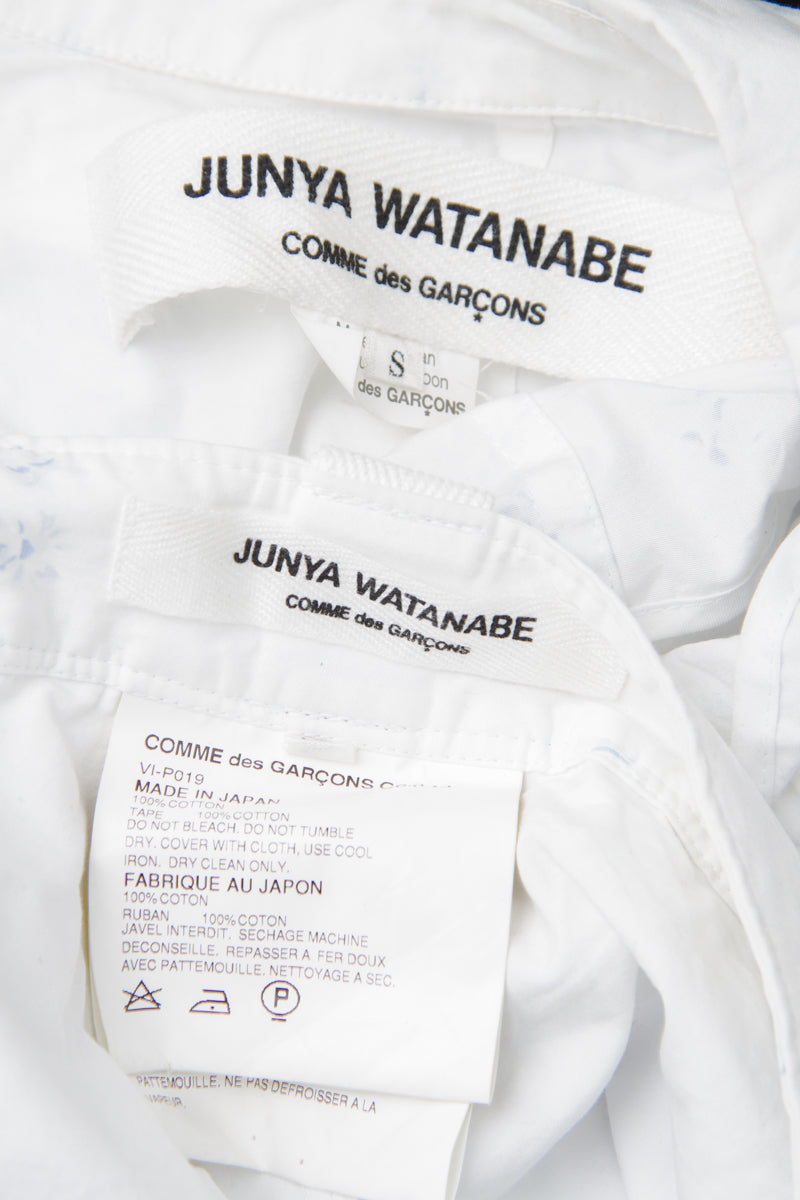 JUNYA WATANABE
COMME des GARÇONS
S
des GARÇONS
JUNYA WATANABE
COMME des GARÇONS
COMME des GARÇONS
VI-P019
MADE IN JAPAN
100% COTTON
TAPE 100% COTTON
DO NOT BLEACH. DO NOT TUMBLE
DRY. COVER WITH CLOTH, USE COOL
IRON. DRY CLEAN ONLY.
FABRIQUE AU JAPON
100% COTON
RUBAN 100% COTON
JAVEL INTERDIT. SECHAGE MACHINE
DECONSEILLE. REPASSER A FER DOUX
AVEC PATTEMOUILLE. NETTOYAGE A SEC.
P
PATTEMOUILLE. NE PAS DEFROISSER A LA
VAPEUR.